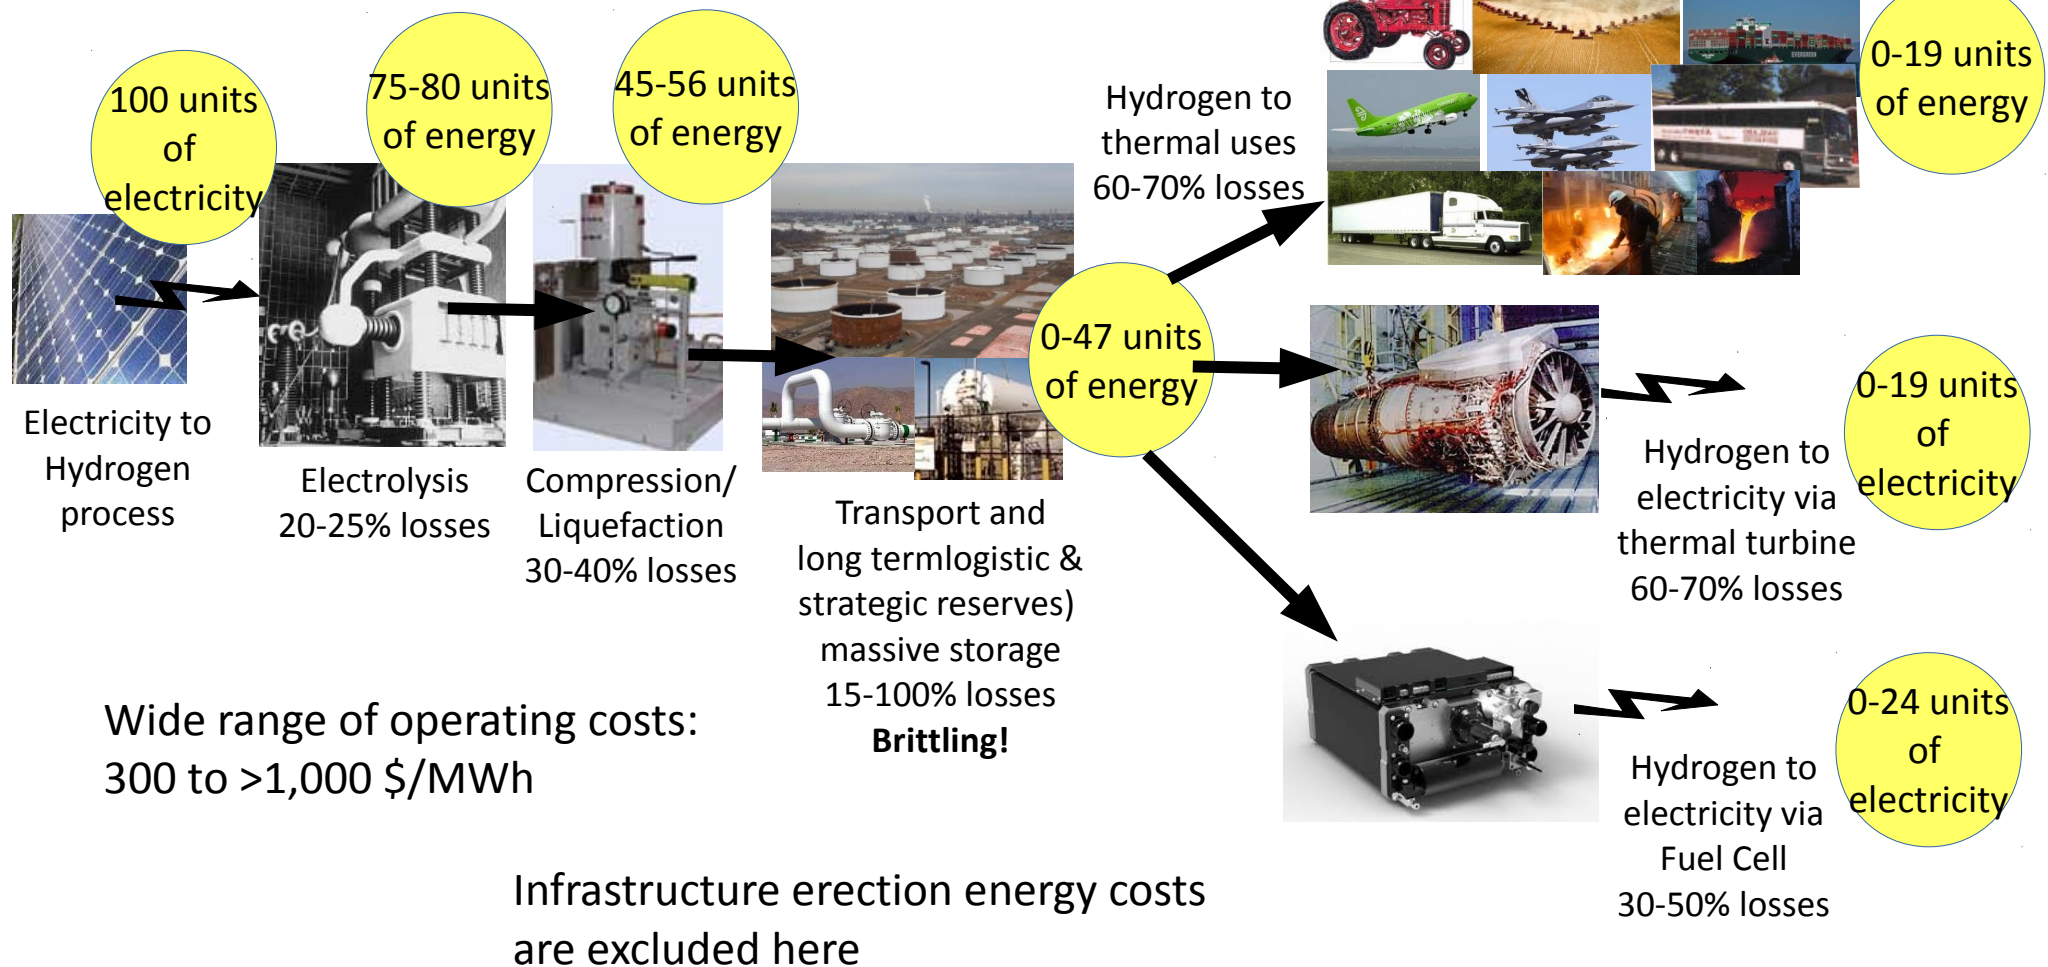 100 units
of
electricity
75-80 units
of energy
45-56 units
of energy
Hydrogen to
thermal uses
60-70% losses
EVERGREEN
0-19 units
of energy
0-47 units
of energy
Electricity to
Hydrogen
process
Electrolysis
20-25% losses
Compression/
Liquefaction
30-40% losses
Transport and
long termlogistic &
strategic reserves)
massive storage
15-100% losses
Brittling!
Hydrogen to
electricity via
thermal turbine
60-70% losses
0-19 units
of
electricity
Hydrogen to
electricity via
Fuel Cell
30-50% losses
0-24 units
of
electricity
Wide range of operating costs:
300 to >1,000 $/MWh
Infrastructure erection energy costs
are excluded here